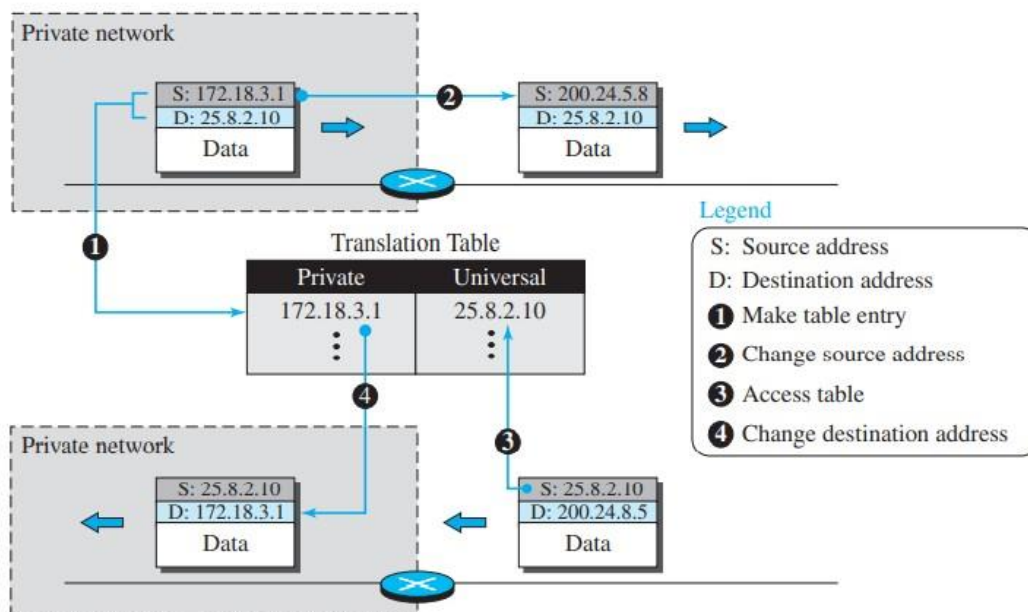 Private network
S: 172.18.3.1
D: 25.8.2.10
Data
2
S: 200.24.5.8
D: 25.8.2.10
Data
1
Translation Table
Private Universal
172.18.3.1 25.8.2.10
4
3
Legend
S: Source address
D: Destination address
1 Make table entry
2 Change source address
3 Access table
4 Change destination address
Private network
S: 25.8.2.10
D: 172.18.3.1
Data
S: 25.8.2.10
D: 200.24.8.5
Data